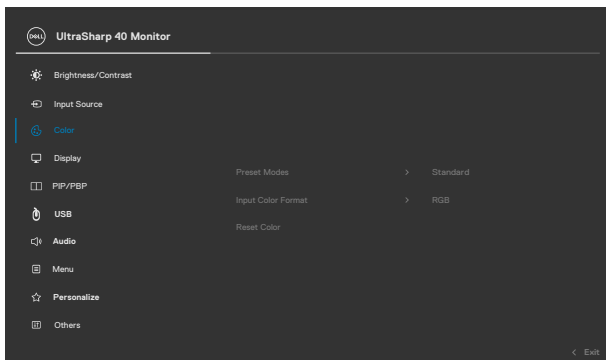 DELL UltraSharp 40 Monitor
Brightness/Contrast
Input Source
Color
Display
PIP/PBP
USB
Audio
Menu
Personalize
Others
Preset Modes > Standard
Input Color Format > RGB
Reset Color
< Exit